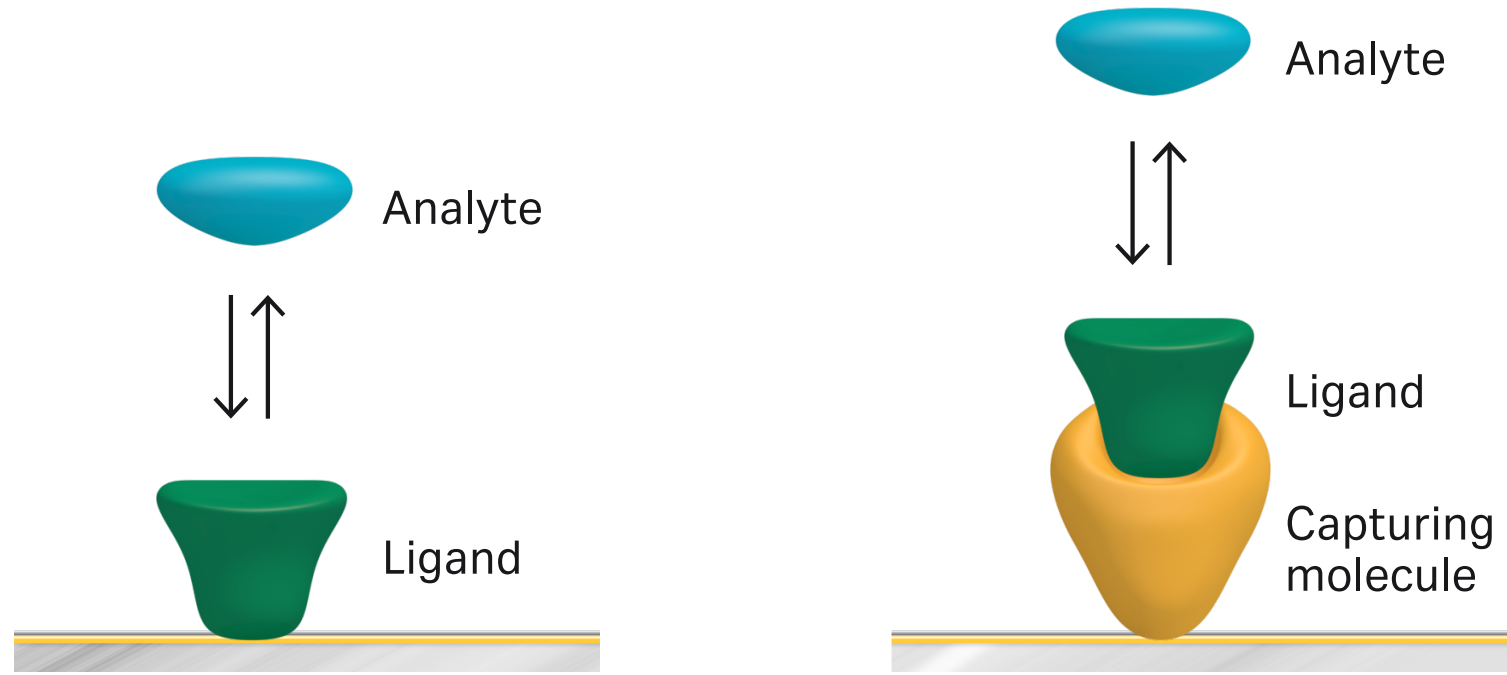 Analyte
Ligand
Analyte
Ligand
Capturing
molecule